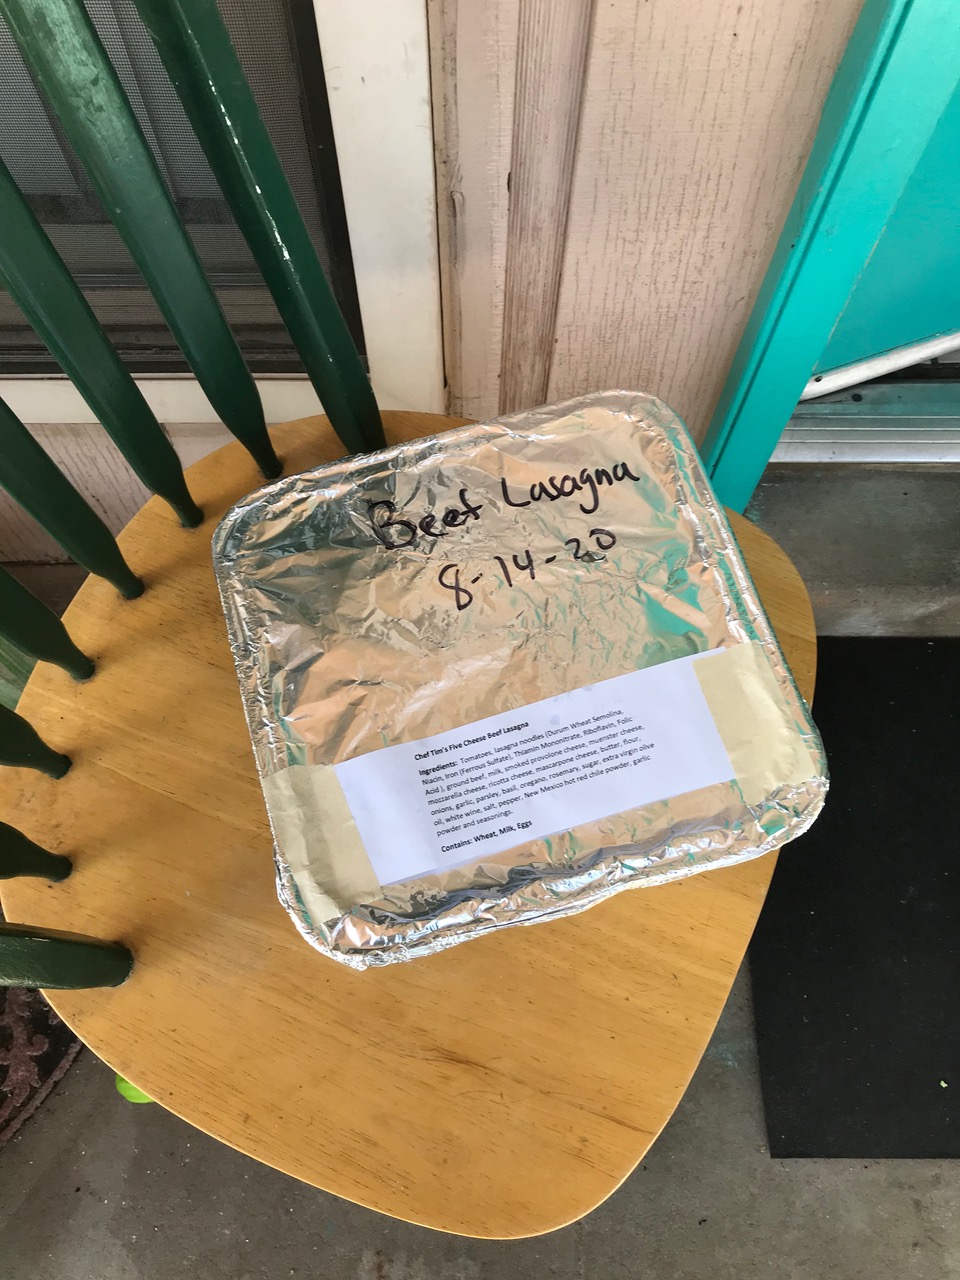 Beef Lasagna
8-14-20
Chef Tim's Five Cheese Beef Lasagna
Ingredients: Tomatoes, lasagna noodles (Durum Wheat Semolina,
Niacin, Iron (Ferrous Sulfate), Thiamin Mononitrate, Riboflavin, Folic
Acid ), ground beef, milk, smoked provolone cheese, muenster cheese,
mozzarella cheese, ricotta cheese, mascarpone cheese, butter, flour,
onions, garlic, parsley, basil, oregano, rosemary, sugar, extra virgin olive
oil, white wine, salt, pepper, New Mexico hot red chile powder, garlic
powder and seasonings.
Contains: Wheat, Milk, Eggs